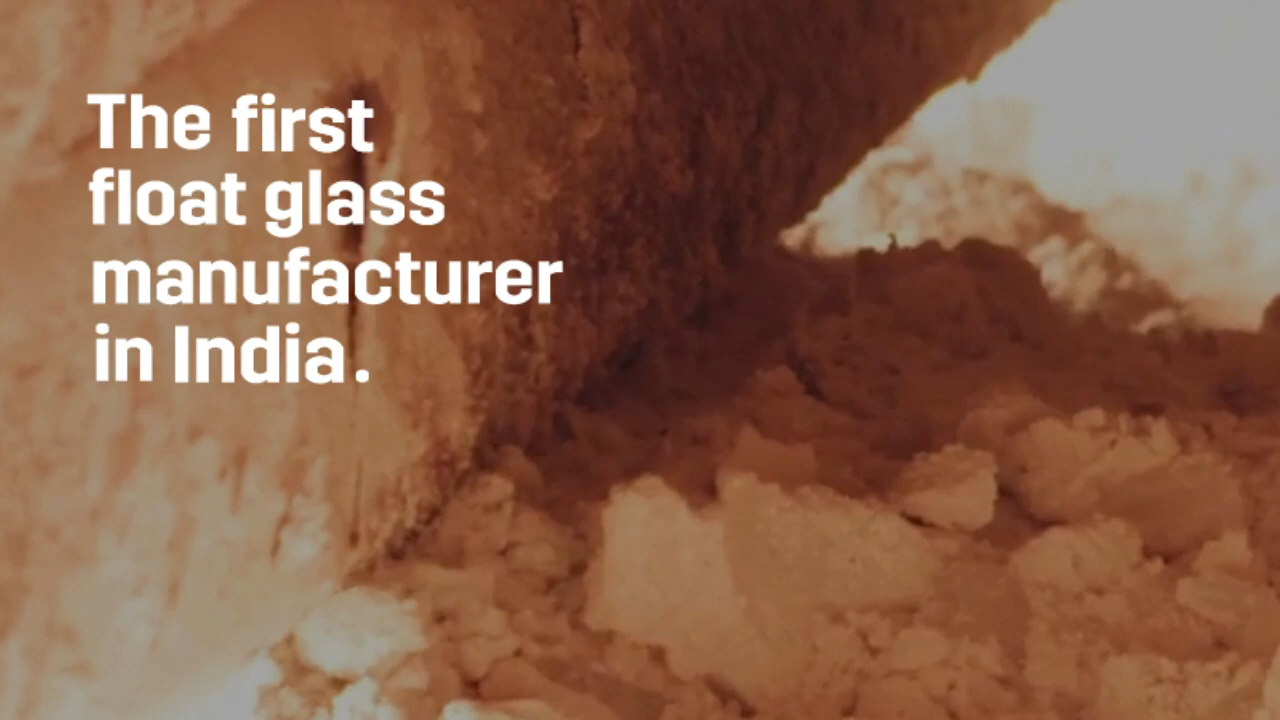 The first
float glass
manufacturer
in India.